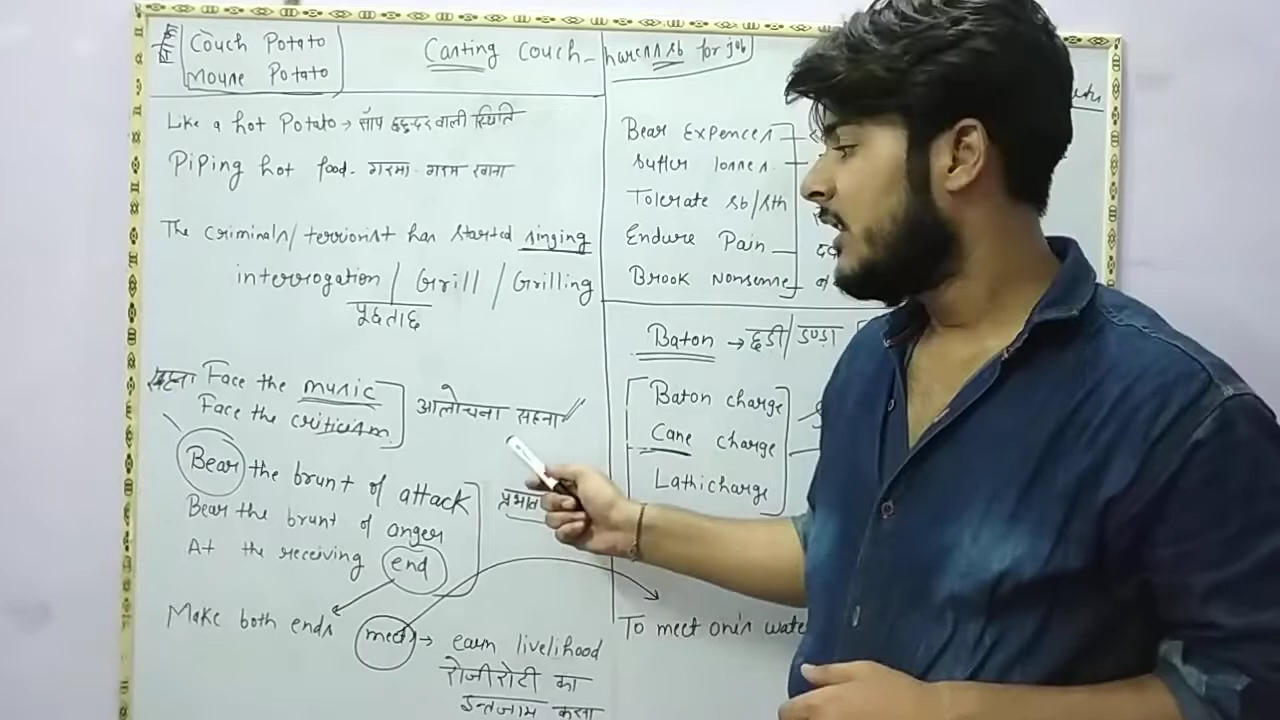 Couch Potato
Mouse Potato
Casting Couch - harass sb for job
Like a hot Potato → साँप छछुंदर वाली स्थिति
Piping hot food - गरमा गरम खाना
The criminals/terrorist has started singing
interrogation / Grill / Grilling
पूछताछ
सहना Face the music
Face the criticism
आलोचना सहना
Bear the brunt of attack
Bear the brunt of anger
At the receiving end
प्रभाव
Make both ends meet → earn livelihood
रोजीरोटी का
इन्तजाम करना
Bear Expences
Suffer losses
Tolerate sb/sth
Endure Pain
Brook Nonsense
Baton → छडी/डण्डा
Baton charge
Cane charge
Lathicharge
To meet one's wate